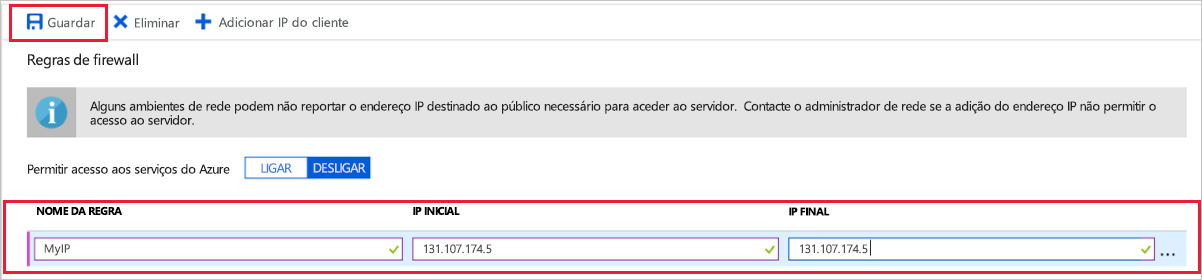 Guardar Eliminar Adicionar IP do cliente
Regras de firewall
Alguns ambientes de rede podem não reportar o endereço IP destinado ao público necessário para aceder ao servidor. Contacte o administrador de rede se a adição do endereço IP não permitir o
acesso ao servidor.
Permitir acesso aos serviços do Azure LIGAR DESLIGAR
NOME DA REGRA IP INICIAL IP FINAL
MyIP 131.107.174.5 131.107.174.5 ...